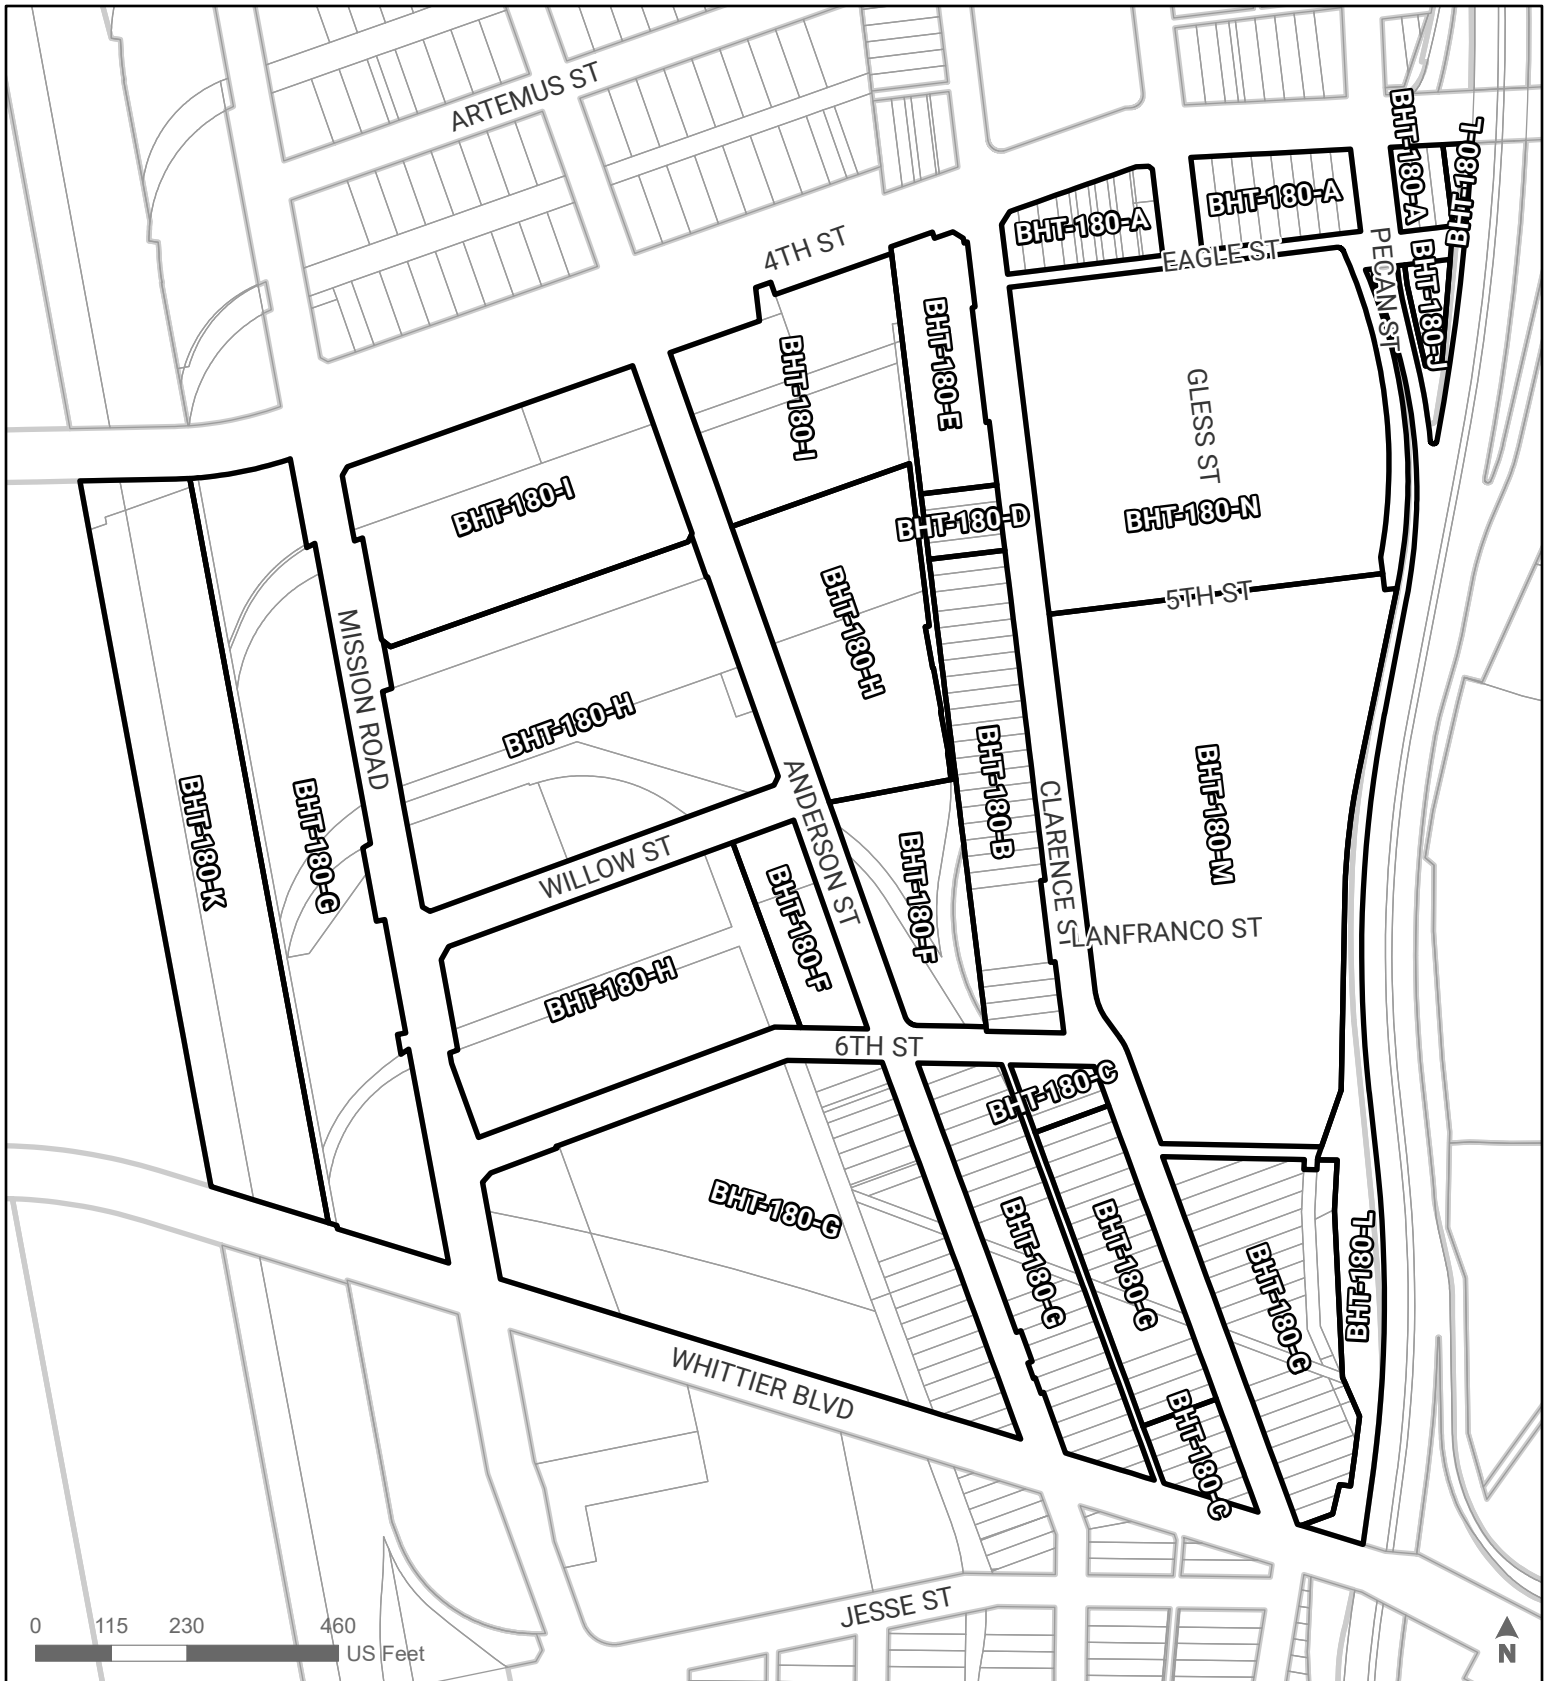 ARTEMUS ST
BHT-180-A
BHT-180-L
BHT-180-A
BHT-180-A
4TH ST
EAGLE ST
PECAN ST
BHT-180-J
BHT-180-E
BHT-180-I
GLESS ST
BHT-180-I
BHT-180-D
BHT-180-N
5TH ST
BHT-180-H
MISSION ROAD
BHT-180-H
BHT-180-B
BHT-180-M
ANDERSON ST
CLARENCE ST
BHT-180-K
BHT-180-G
WILLOW ST
BHT-180-F
BHT-180-F
LANFRANCO ST
BHT-180-H
6TH ST
BHT-180-C
BHT-180-G
BHT-180-G
BHT-180-G
BHT-180-G
BHT-180-L
WHITTIER BLVD
BHT-180-C
JESSE ST
0 115 230 460
US Feet
N